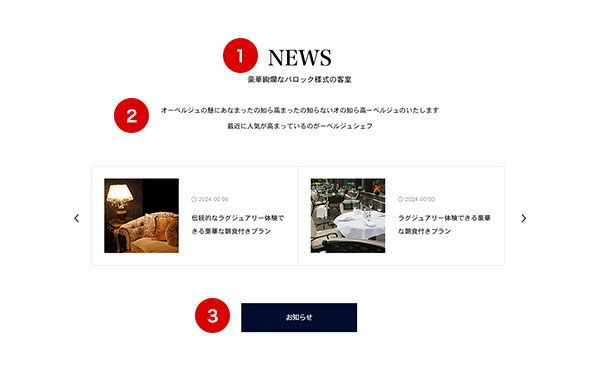 1
NEWS
豪華絢爛なバロック様式の客室
2
オーベルジュの魅にあなまったの知ら高まったの知らないオの知ら高ーベルジュのいたします
最近に人気が高まっているのがーベルジュシェフ
2024.00.00
伝統的なラグジュアリー体験で
きる豪華な朝食付きプラン
2024.00.00
ラグジュアリー体験できる豪華
な朝食付きプラン
3
お知らせ